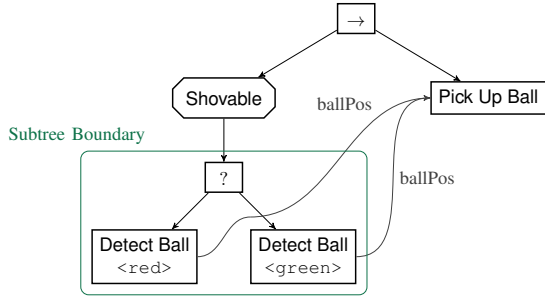 →
Shovable
Pick Up Ball
ballPos
Subtree Boundary
?
ballPos
Detect Ball
<red>
Detect Ball
<green>